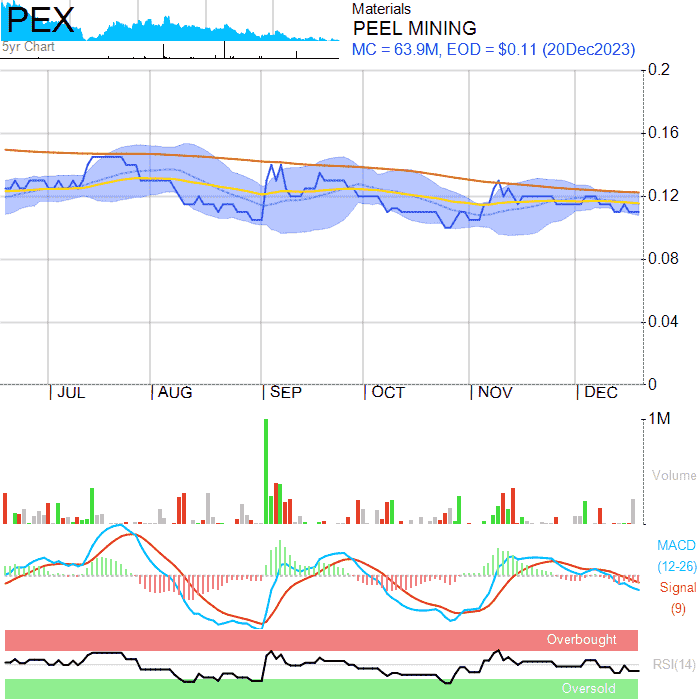 PEX
5yr Chart
Materials
PEEL MINING
MC = 63.9M, EOD = $0.11 (20Dec2023)
0.2
0.16
0.12
0.08
0.04
0
JUL AUG SEP OCT NOV DEC
1M
Volume
MACD
(12-26)
Signal
(9)
Overbought
RSI(14)
Oversold